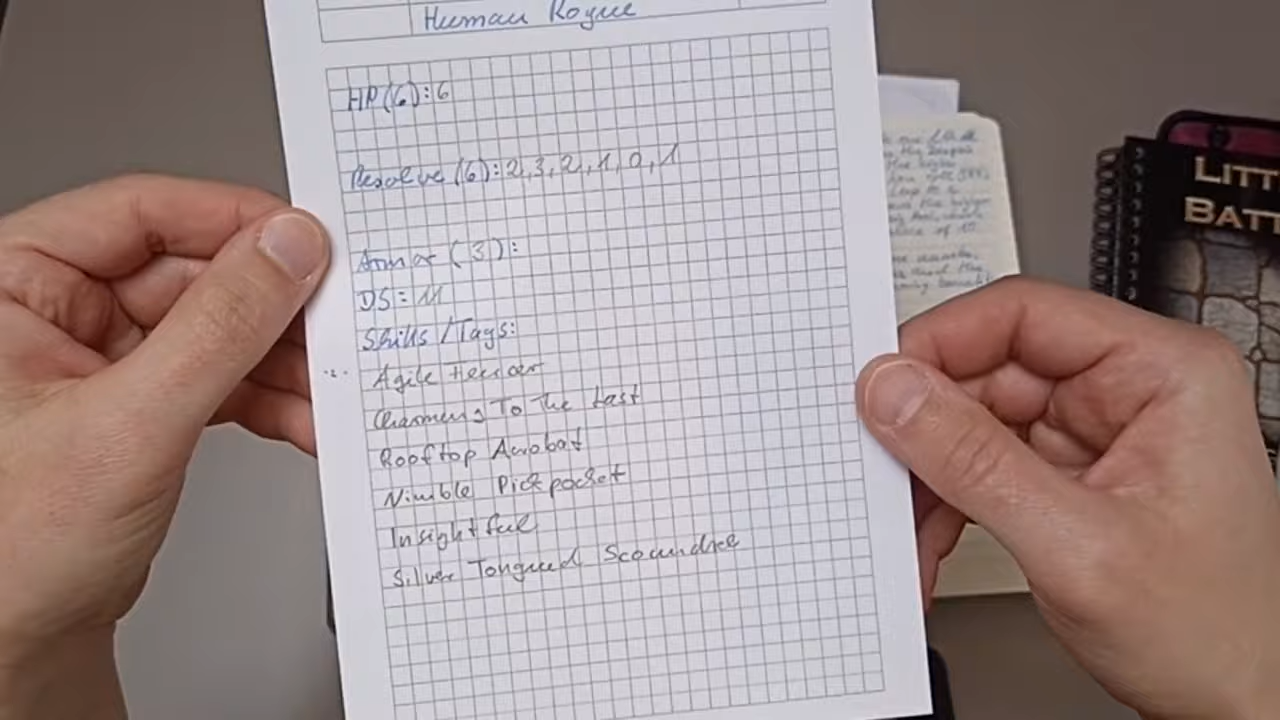 Human Rogue
HP(6): 6
Resolve (6): 2, 3, 2, 1, 0, 1
Armor (3):
DS = 11
Skills / Tags:
Agile
Charming To The Last
Rooftop Acrobat
Nimble Pickpocket
Insightful
Silver Tongued Scoundrel
LITT
BATT